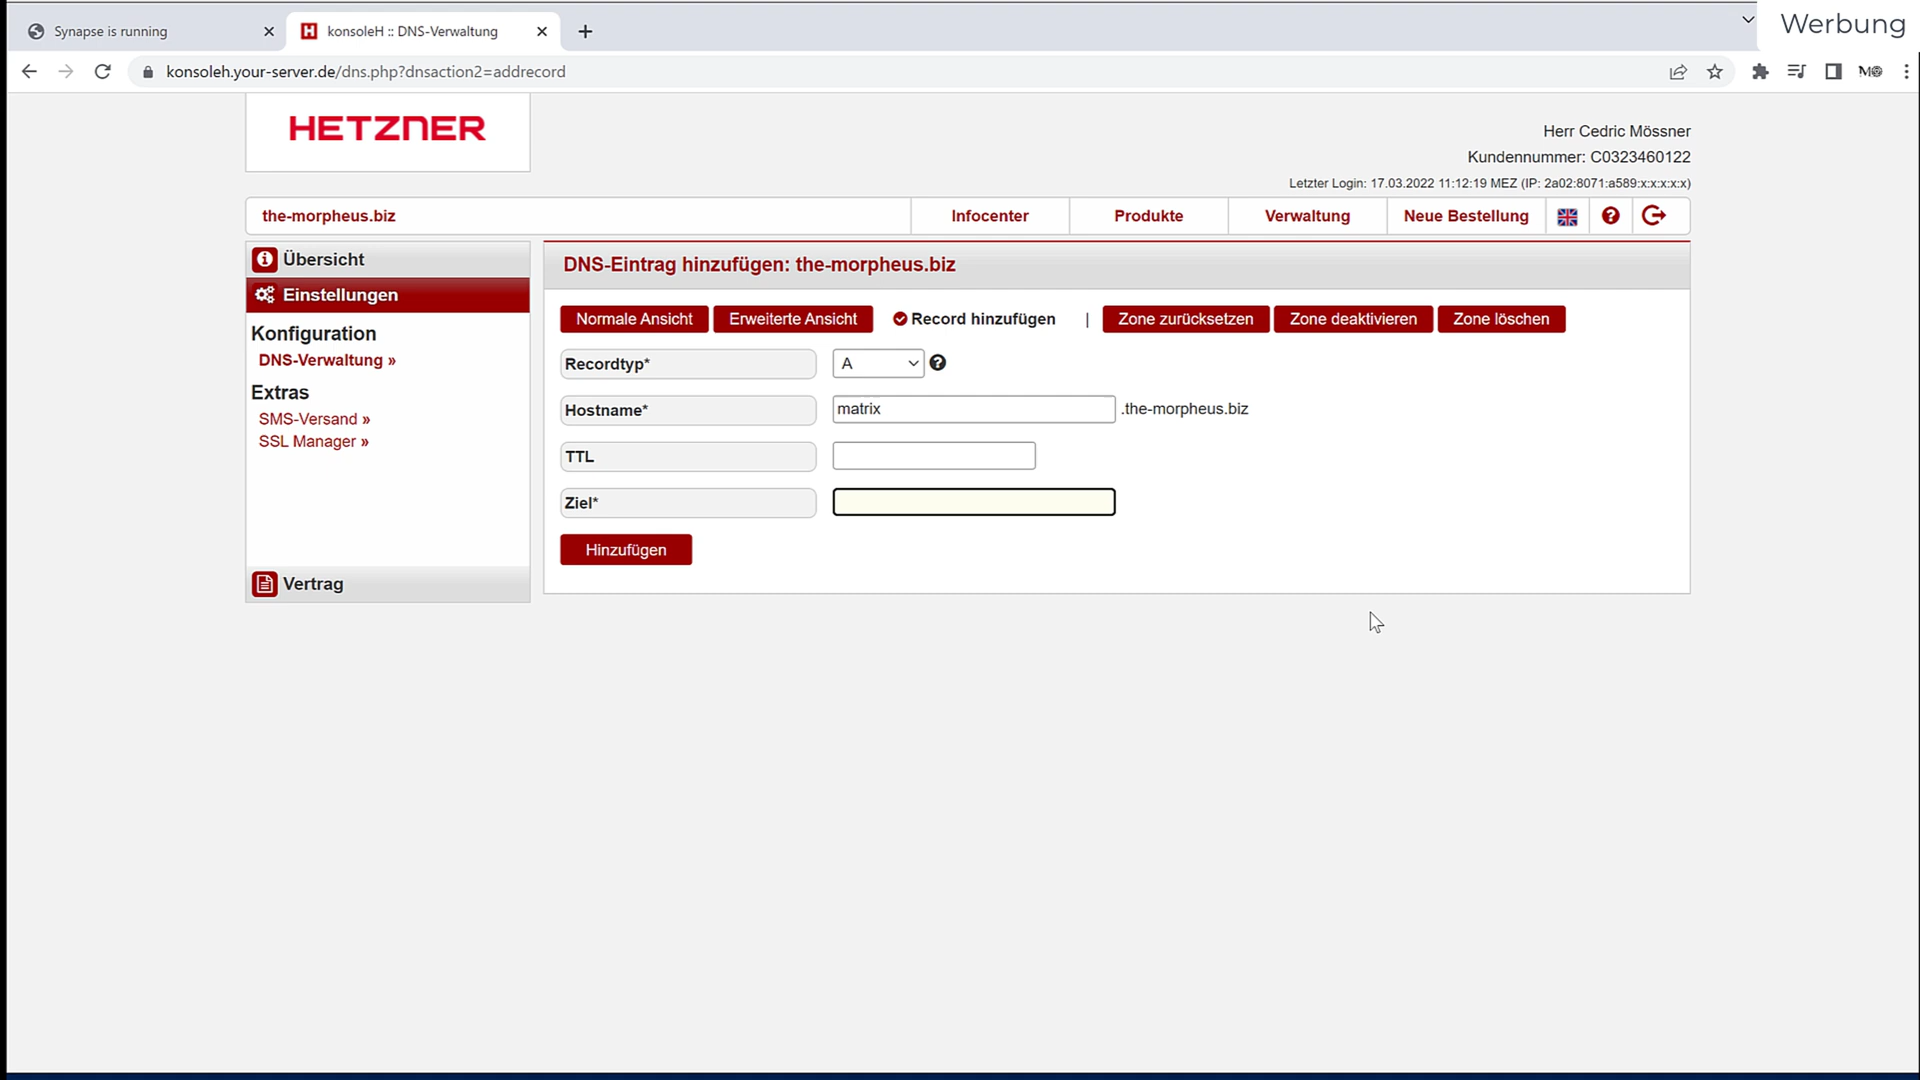 Synapse is running
konsoleH :: DNS-Verwaltung
Werbung
konsoleh.your-server.de/dns.php?dnsaction2=addrecord
HETZNER
Herr Cedric Mössner
Kundennummer: C0323460122
Letzter Login: 17.03.2022 11:12:19 MEZ (IP: 2a02:8071:a589:x:x:x:x:x)
the-morpheus.biz
Infocenter
Produkte
Verwaltung
Neue Bestellung
Übersicht
Einstellungen
Konfiguration
DNS-Verwaltung »
Extras
SMS-Versand »
SSL Manager »
Vertrag
DNS-Eintrag hinzufügen: the-morpheus.biz
Normale Ansicht
Erweiterte Ansicht
Record hinzufügen |
Zone zurücksetzen
Zone deaktivieren
Zone löschen
Recordtyp*
A
Hostname*
matrix
.the-morpheus.biz
TTL
Ziel*
Hinzufügen